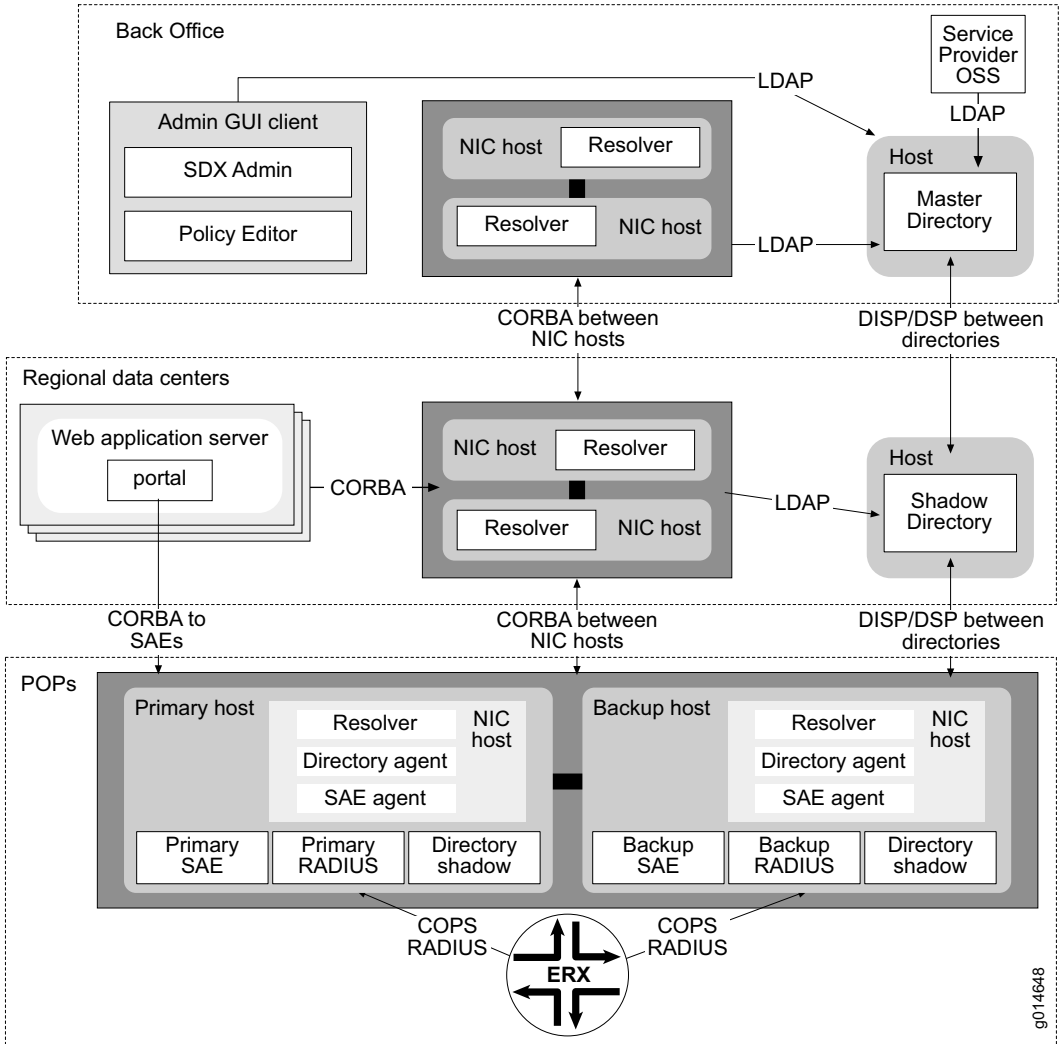 Back Office
Service
Provider
OSS
LDAP
LDAP
Admin GUI client
SDX Admin
Policy Editor
NIC host
Resolver
Resolver
NIC host
LDAP
Host
Master
Directory
CORBA between
NIC hosts
DISP/DSP between
directories
Regional data centers
Web application server
portal
CORBA
NIC host
Resolver
Resolver
NIC host
LDAP
Host
Shadow
Directory
CORBA to
SAEs
CORBA between
NIC hosts
DISP/DSP between
directories
POPs
Primary host
Resolver
Directory agent
SAE agent
NIC
host
Primary
SAE
Primary
RADIUS
Directory
shadow
Backup host
Resolver
Directory agent
SAE agent
NIC
host
Backup
SAE
Backup
RADIUS
Directory
shadow
COPS
RADIUS
COPS
RADIUS
ERX
g014648